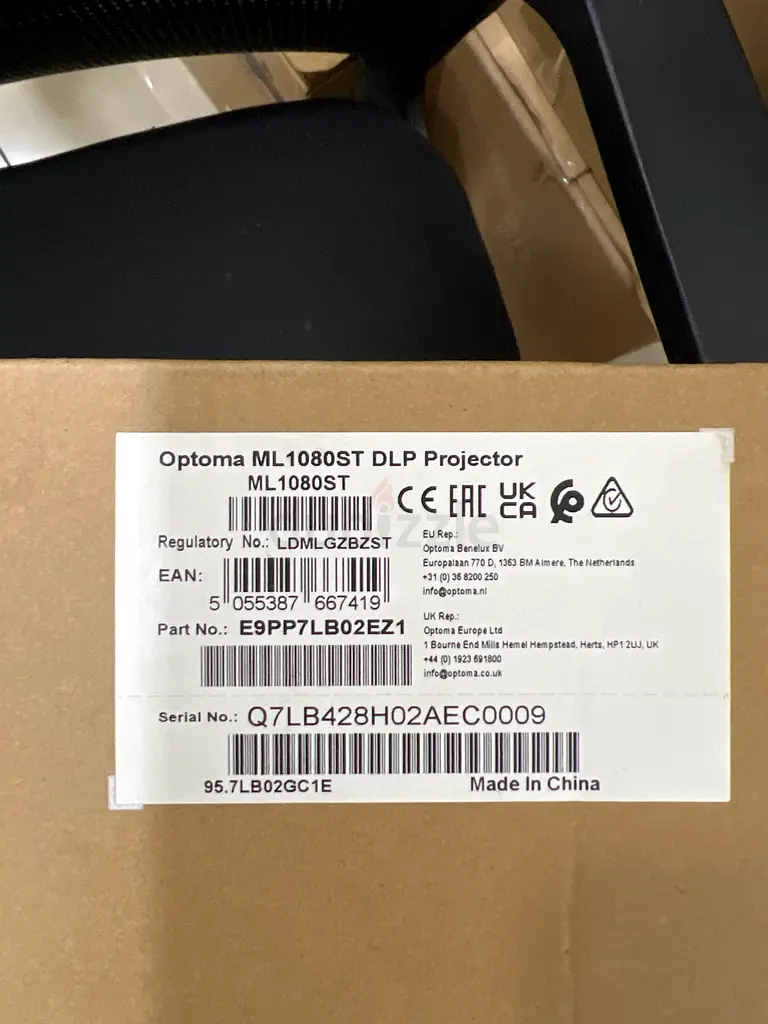 Optoma ML1080ST DLP Projector
ML1080ST
CE EAC UKCA
Regulatory No.: LDMLGZBZST
EAN:
5 055387 667419
Part No.: E9PP7LB02EZ1
EU Rep.:
Optoma Benelux BV
Europalaan 770 D, 1363 BM Almere, The Netherlands
+31 (0) 36 8200 250
info@optoma.nl
UK Rep.:
Optoma Europe Ltd
1 Bourne End Mills Hemel Hempstead, Herts, HP1 2UJ, UK
+44 (0) 1923 691800
info@optoma.co.uk
Serial No.: Q7LB428H02AEC0009
95.7LB02GC1E
Made In China